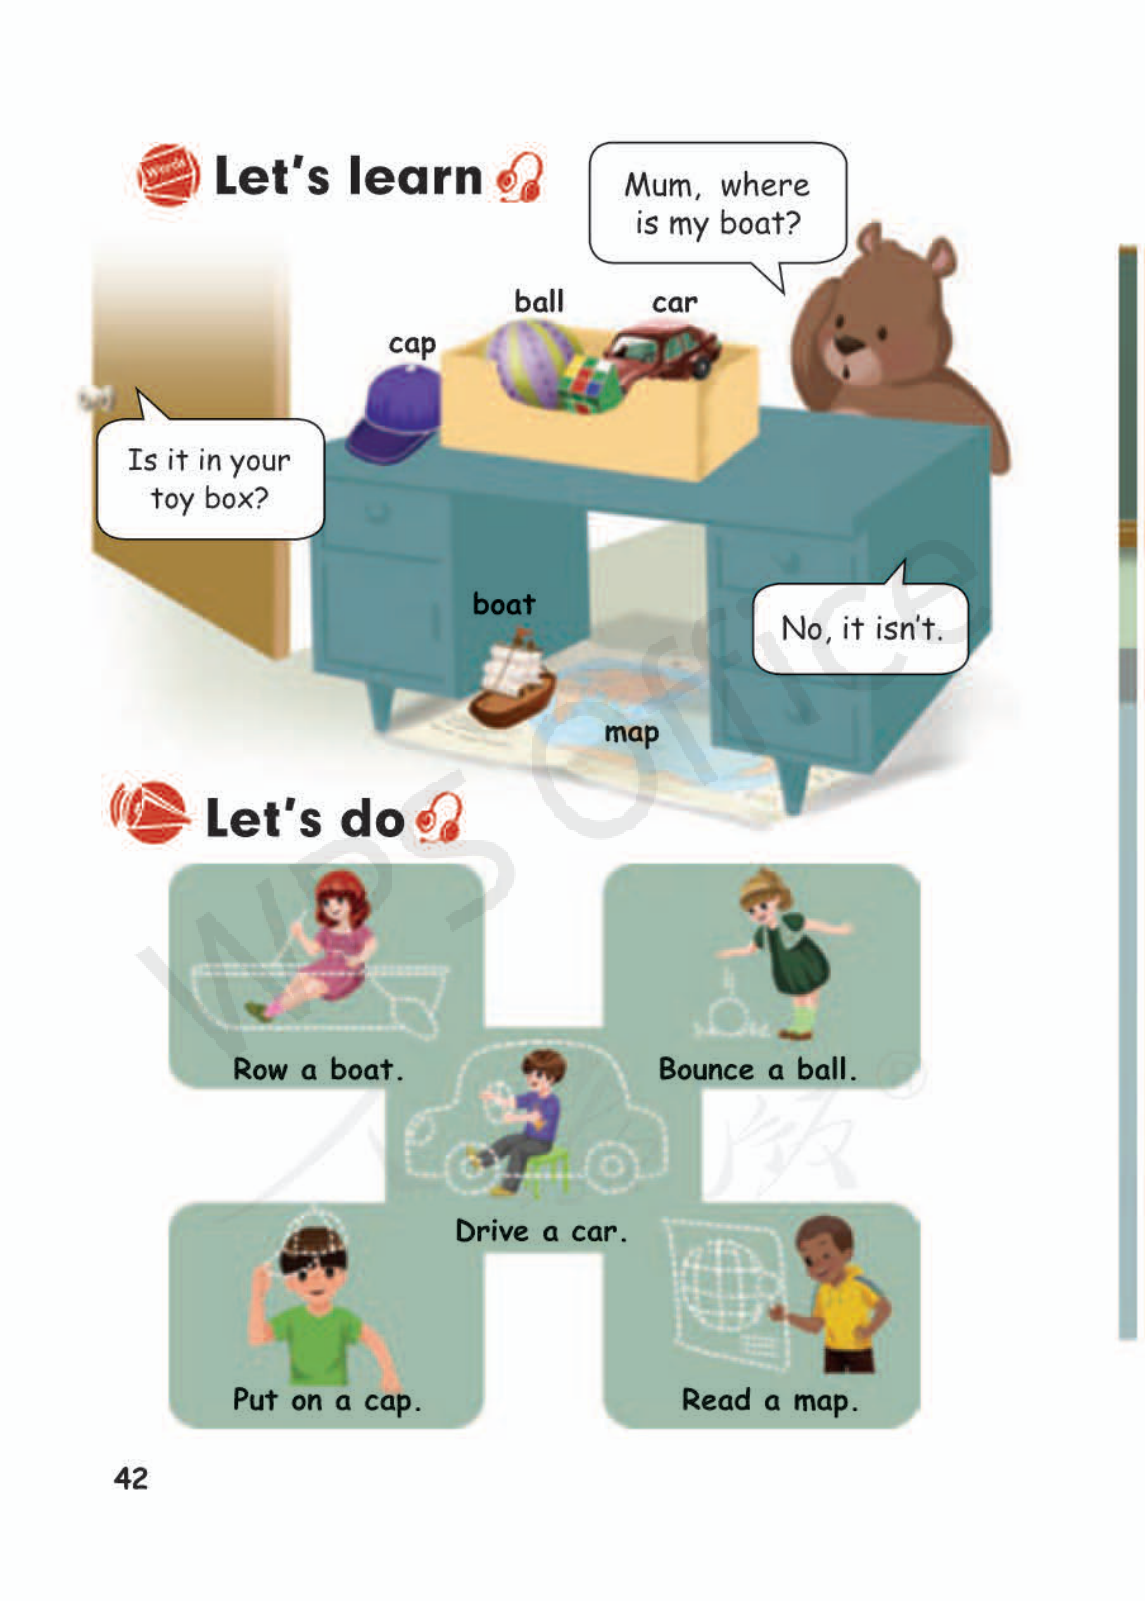 Words
Let's learn
Mum, where
is my boat?
ball
car
cap
Is it in your
toy box?
boat
No, it isn't.
map
Let's do
Row a boat.
Bounce a ball.
Drive a car.
Put on a cap.
Read a map.
42
WPS Office